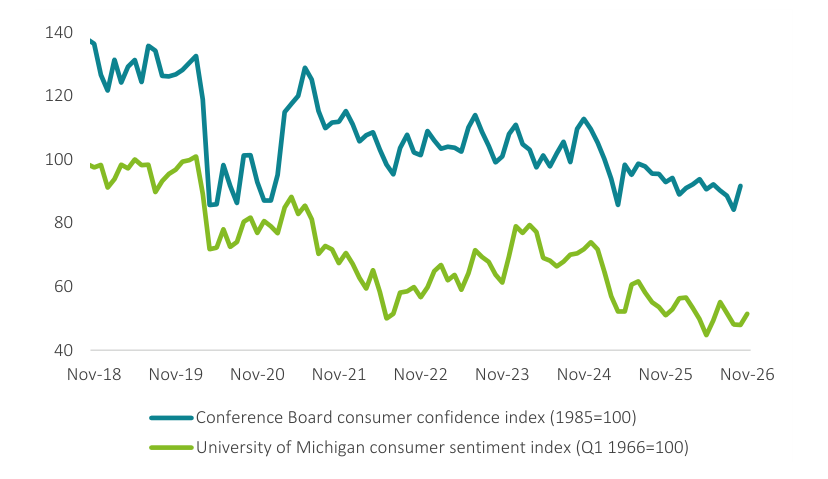 140
120
100
80
60
40
Nov-18 Nov-19 Nov-20 Nov-21 Nov-22 Nov-23 Nov-24 Nov-25 Nov-26
Conference Board consumer confidence index (1985=100)
University of Michigan consumer sentiment index (Q1 1966=100)